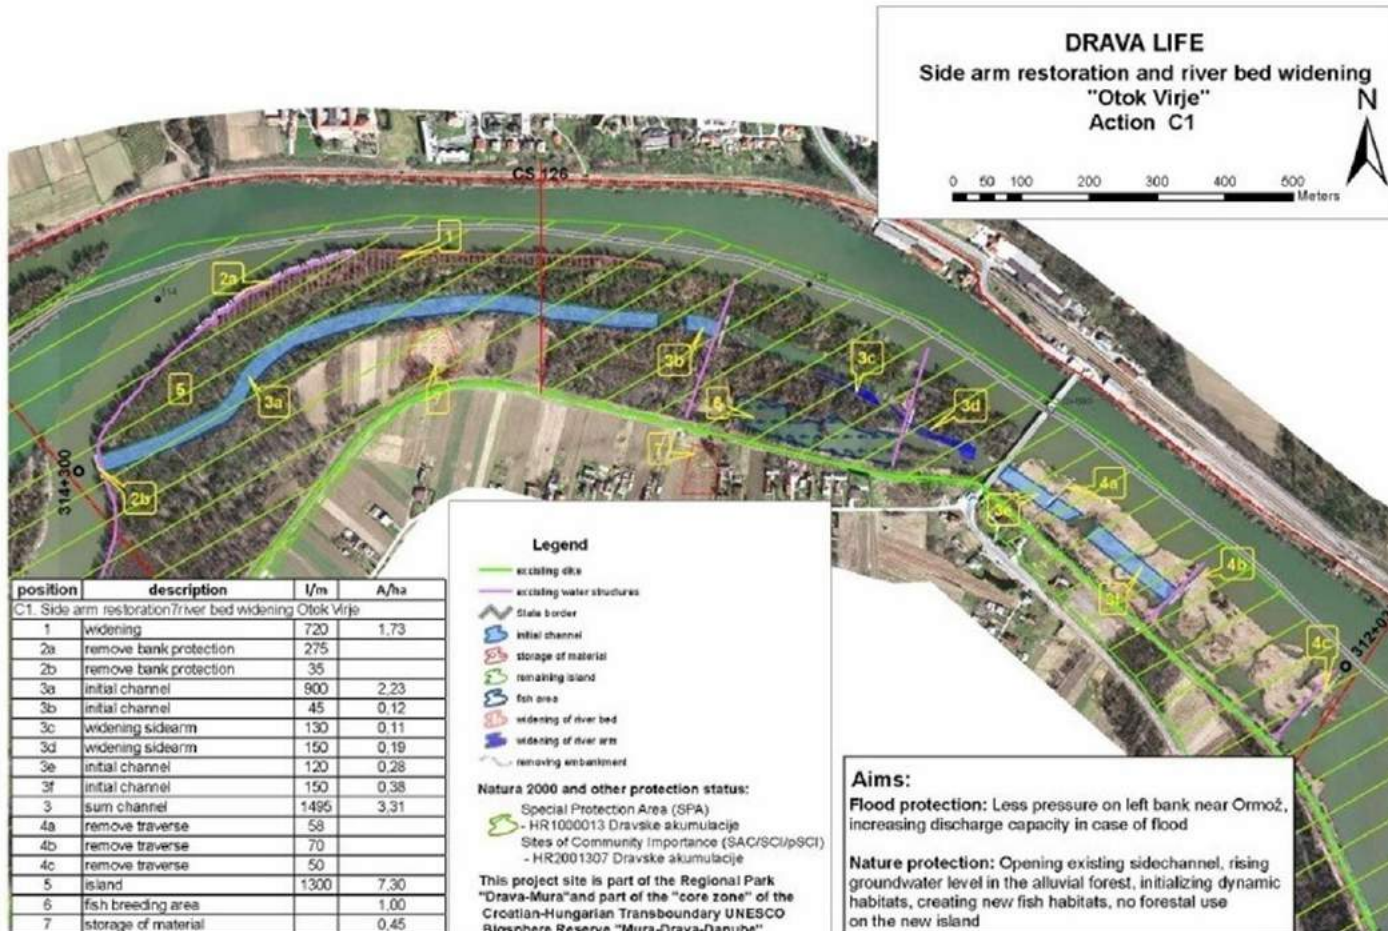 DRAVA LIFE
Side arm restoration and river bed widening
"Otok Virje"
Action C1
N
0 50 100 200 300 400 500
Meters
CS 126
1
2a
3b
3c
5
3a
6
3d
7
7
314+300
2b
4a
3e
4b
3f
4c
Legend
existing dike
existing water structures
State border
initial channel
storage of material
remaining island
fish area
widening of river bed
widening of river arm
removing embankment
Natura 2000 and other protection status:
Special Protection Area (SPA)
- HR1000013 Dravske akumulacije
Sites of Community Importance (SAC/SCI/pSCI)
- HR2001307 Dravske akumulacije
This project site is part of the Regional Park
"Drava-Mura"and part of the "core zone" of the
Croatian-Hungarian Transboundary UNESCO
Biosphere Reserve "Mura-Drava-Danube"
position description l/m A/ha
C1. Side arm restoration/river bed widening Otok Virje
1 widening 720 1,73
2a remove bank protection 275
2b remove bank protection 35
3a initial channel 900 2,23
3b initial channel 45 0,12
3c widening sidearm 130 0,11
3d widening sidearm 150 0,19
3e initial channel 120 0,28
3f initial channel 150 0,38
3 sum channel 1495 3,31
4a remove traverse 58
4b remove traverse 70
4c remove traverse 50
5 island 1300 7,30
6 fish breeding area 1,00
7 storage of material 0,45
Aims:
Flood protection: Less pressure on left bank near Ormož,
increasing discharge capacity in case of flood
Nature protection: Opening existing sidechannel, rising
groundwater level in the alluvial forest, initializing dynamic
habitats, creating new fish habitats, no forestal use
on the new island